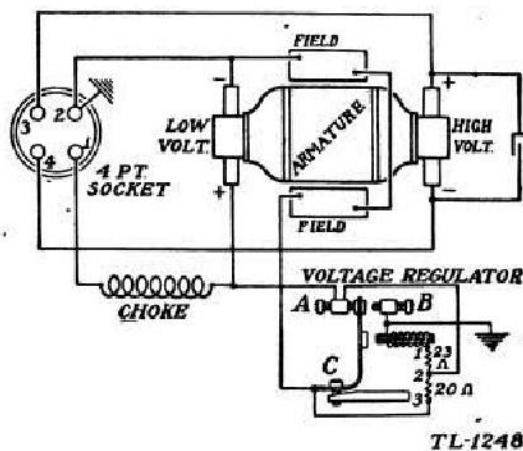 FIELD
3
2
4
1
4 PT.
SOCKET
-
+
LOW
VOLT.
ARMATURE
+
-
HIGH
VOLT.
FIELD
CHOKE
VOLTAGE REGULATOR
A
B
C
1
23
Ω
2
20 Ω
3
TL-1248